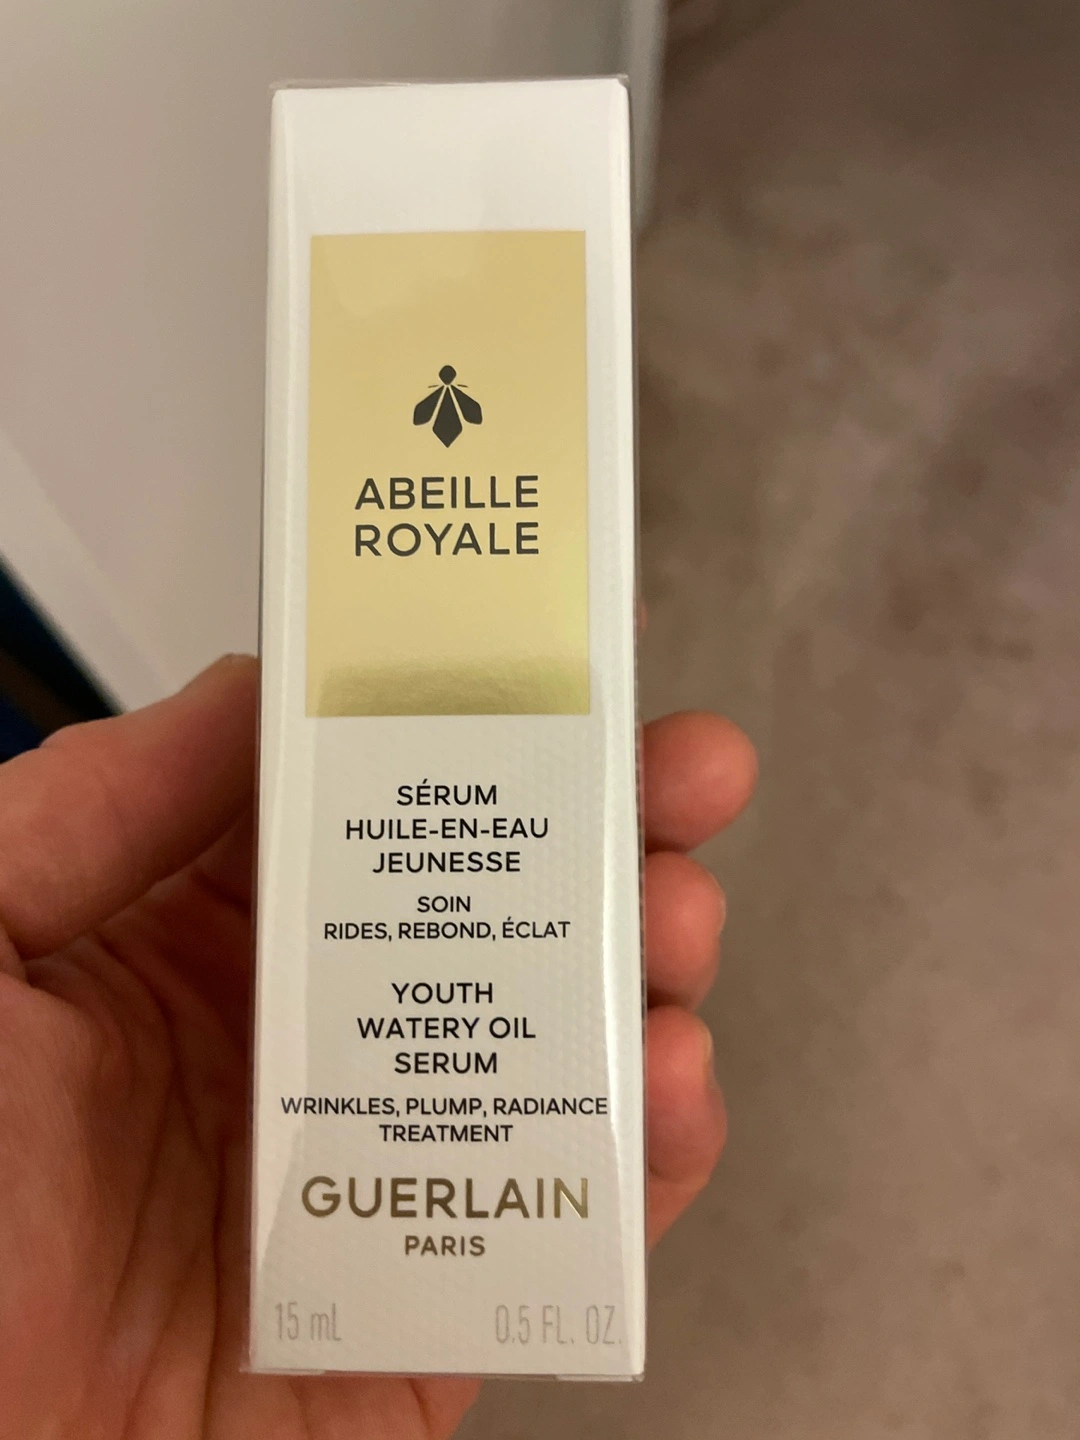 ABEILLE
ROYALE
SÉRUM
HUILE-EN-EAU
JEUNESSE
SOIN
RIDES, REBOND, ÉCLAT
YOUTH
WATERY OIL
SERUM
WRINKLES, PLUMP, RADIANCE
TREATMENT
GUERLAIN
PARIS
15 mL 0.5 FL. OZ.